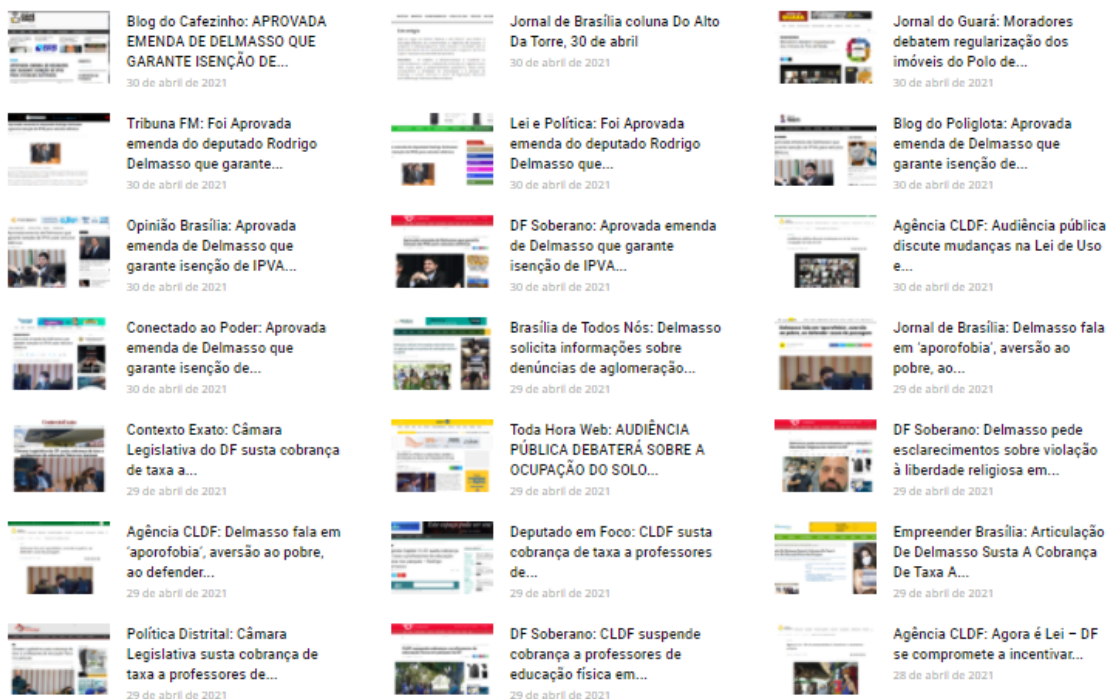 Blog do Cafezinho: APROVADA
EMENDA DE DELMASSO QUE
GARANTE ISENÇÃO DE...
30 de abril de 2021
Jornal de Brasília coluna Do Alto
Da Torre, 30 de abril
30 de abril de 2021
Jornal do Guará: Moradores
debatem regularização dos
imóveis do Polo de...
30 de abril de 2021
Tribuna FM: Foi Aprovada
emenda do deputado Rodrigo
Delmasso que garante...
30 de abril de 2021
Lei e Política: Foi Aprovada
emenda do deputado Rodrigo
Delmasso que...
30 de abril de 2021
Blog do Poliglota: Aprovada
emenda de Delmasso que
garante isenção de...
30 de abril de 2021
Opinião Brasília: Aprovada
emenda de Delmasso que
garante isenção de IPVA...
30 de abril de 2021
DF Soberano: Aprovada emenda
de Delmasso que garante
isenção de IPVA...
30 de abril de 2021
Agência CLDF: Audiência pública
discute mudanças na Lei de Uso
e...
30 de abril de 2021
Conectado ao Poder: Aprovada
emenda de Delmasso que
garante isenção de...
30 de abril de 2021
Brasília de Todos Nós: Delmasso
solicita informações sobre
denúncias de aglomeração...
29 de abril de 2021
Jornal de Brasília: Delmasso fala
em 'aporofobia', aversão ao
pobre, ao...
29 de abril de 2021
Contexto Exato: Câmara
Legislativa do DF susta cobrança
de taxa a...
29 de abril de 2021
Toda Hora Web: AUDIÊNCIA
PÚBLICA DEBATERÁ SOBRE A
OCUPAÇÃO DO SOLO...
29 de abril de 2021
DF Soberano: Delmasso pede
esclarecimentos sobre violação
à liberdade religiosa em...
29 de abril de 2021
Agência CLDF: Delmasso fala em
'aporofobia', aversão ao pobre,
ao defender...
29 de abril de 2021
Deputado em Foco: CLDF susta
cobrança de taxa a professores
de...
29 de abril de 2021
Empreender Brasília: Articulação
De Delmasso Susta A Cobrança
De Taxa A...
29 de abril de 2021
Política Distrital: Câmara
Legislativa susta cobrança de
taxa a professores de...
29 de abril de 2021
DF Soberano: CLDF suspende
cobrança a professores de
educação física em...
29 de abril de 2021
Agência CLDF: Agora é Lei – DF
se compromete a incentivar...
28 de abril de 2021